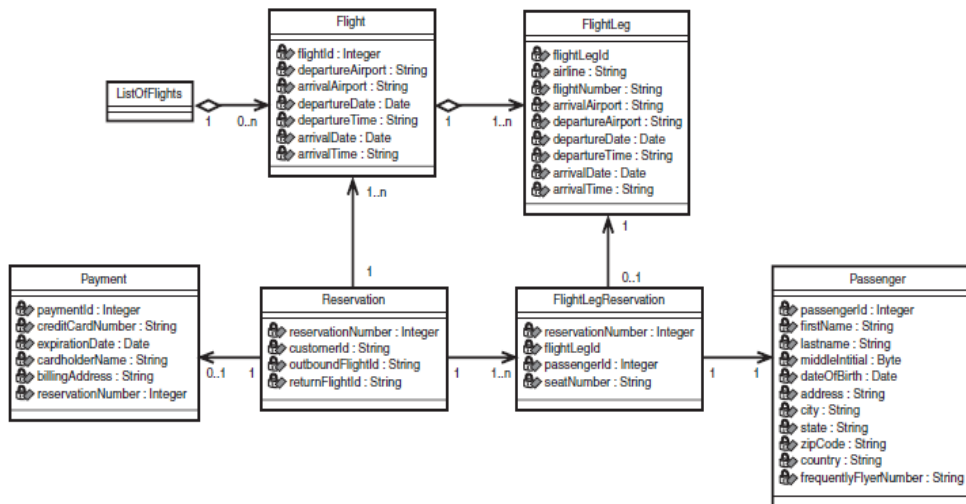 Flight
flightId : Integer
departureAirport : String
arrivalAirport : String
departureDate : Date
departureTime : String
arrivalDate : Date
arrivalTime : String
FlightLeg
flightLegId
airline : String
flightNumber : String
arrivalAirport : String
departureAirport : String
departureDate : Date
departureTime : String
arrivalDate : Date
arrivalTime : String
ListOfFlights
1
0..n
1
1..n
1..n
1
1
0..1
Payment
paymentId : Integer
creditCardNumber : String
expirationDate : Date
cardholderName : String
billingAddress : String
reservationNumber : Integer
0..1
1
Reservation
reservationNumber : Integer
customerId : String
outboundFlightId : String
returnFlightId : String
1
1..n
FlightLegReservation
reservationNumber : Integer
flightLegId
passengerId : Integer
seatNumber : String
1
1
Passenger
passengerId : Integer
firstName : String
lastname : String
middleIntitial : Byte
dateOfBirth : Date
address : String
city : String
state : String
zipCode : String
country : String
frequentlyFlyerNumber : String